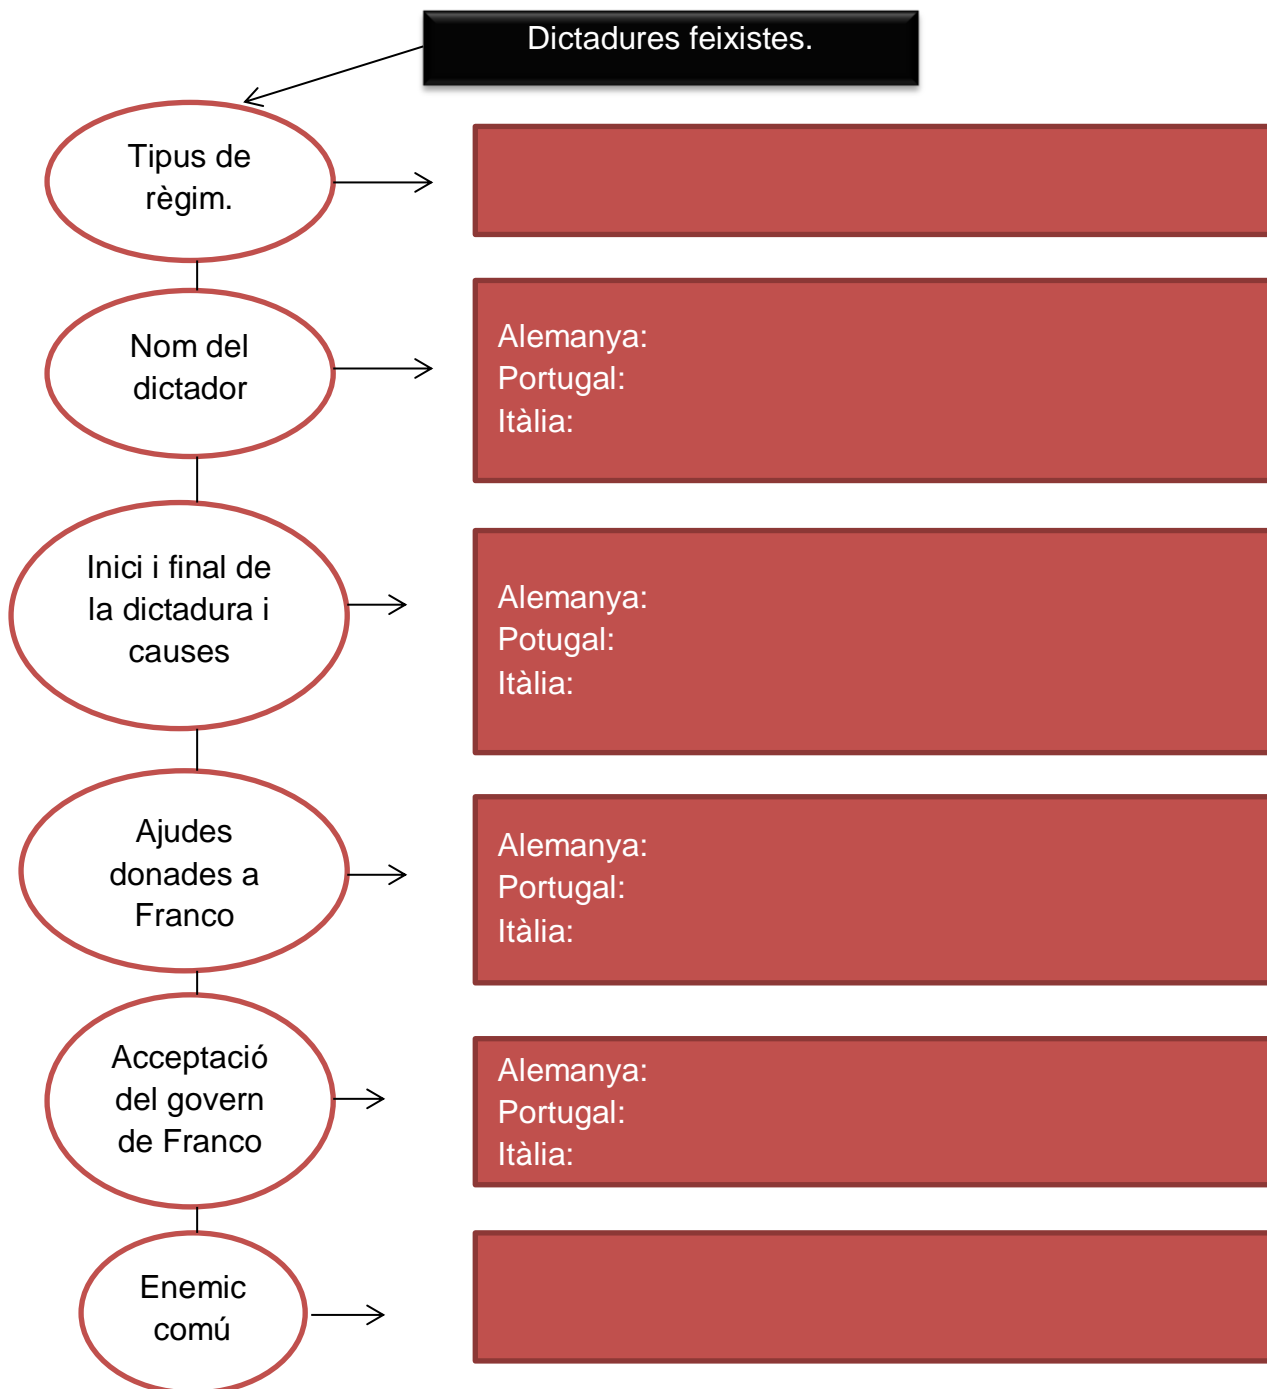 Dictadures feixistes.
Tipus de
règim.
Nom del
dictador
Alemanya:
Portugal:
Itàlia:
Inici i final de
la dictadura i
causes
Alemanya:
Potugal:
Itàlia:
Ajudes
donades a
Franco
Alemanya:
Portugal:
Itàlia:
Acceptació
del govern
de Franco
Alemanya:
Portugal:
Itàlia:
Enemic
comú